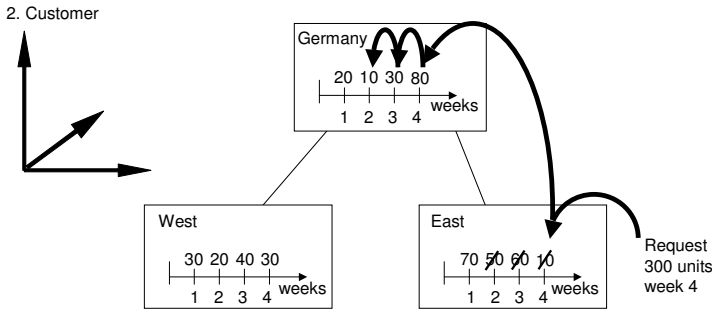 2. Customer
Germany
20 10 30 80
weeks
1 2 3 4
West
30 20 40 30
weeks
1 2 3 4
East
70 50 60 10
weeks
1 2 3 4
Request
300 units
week 4